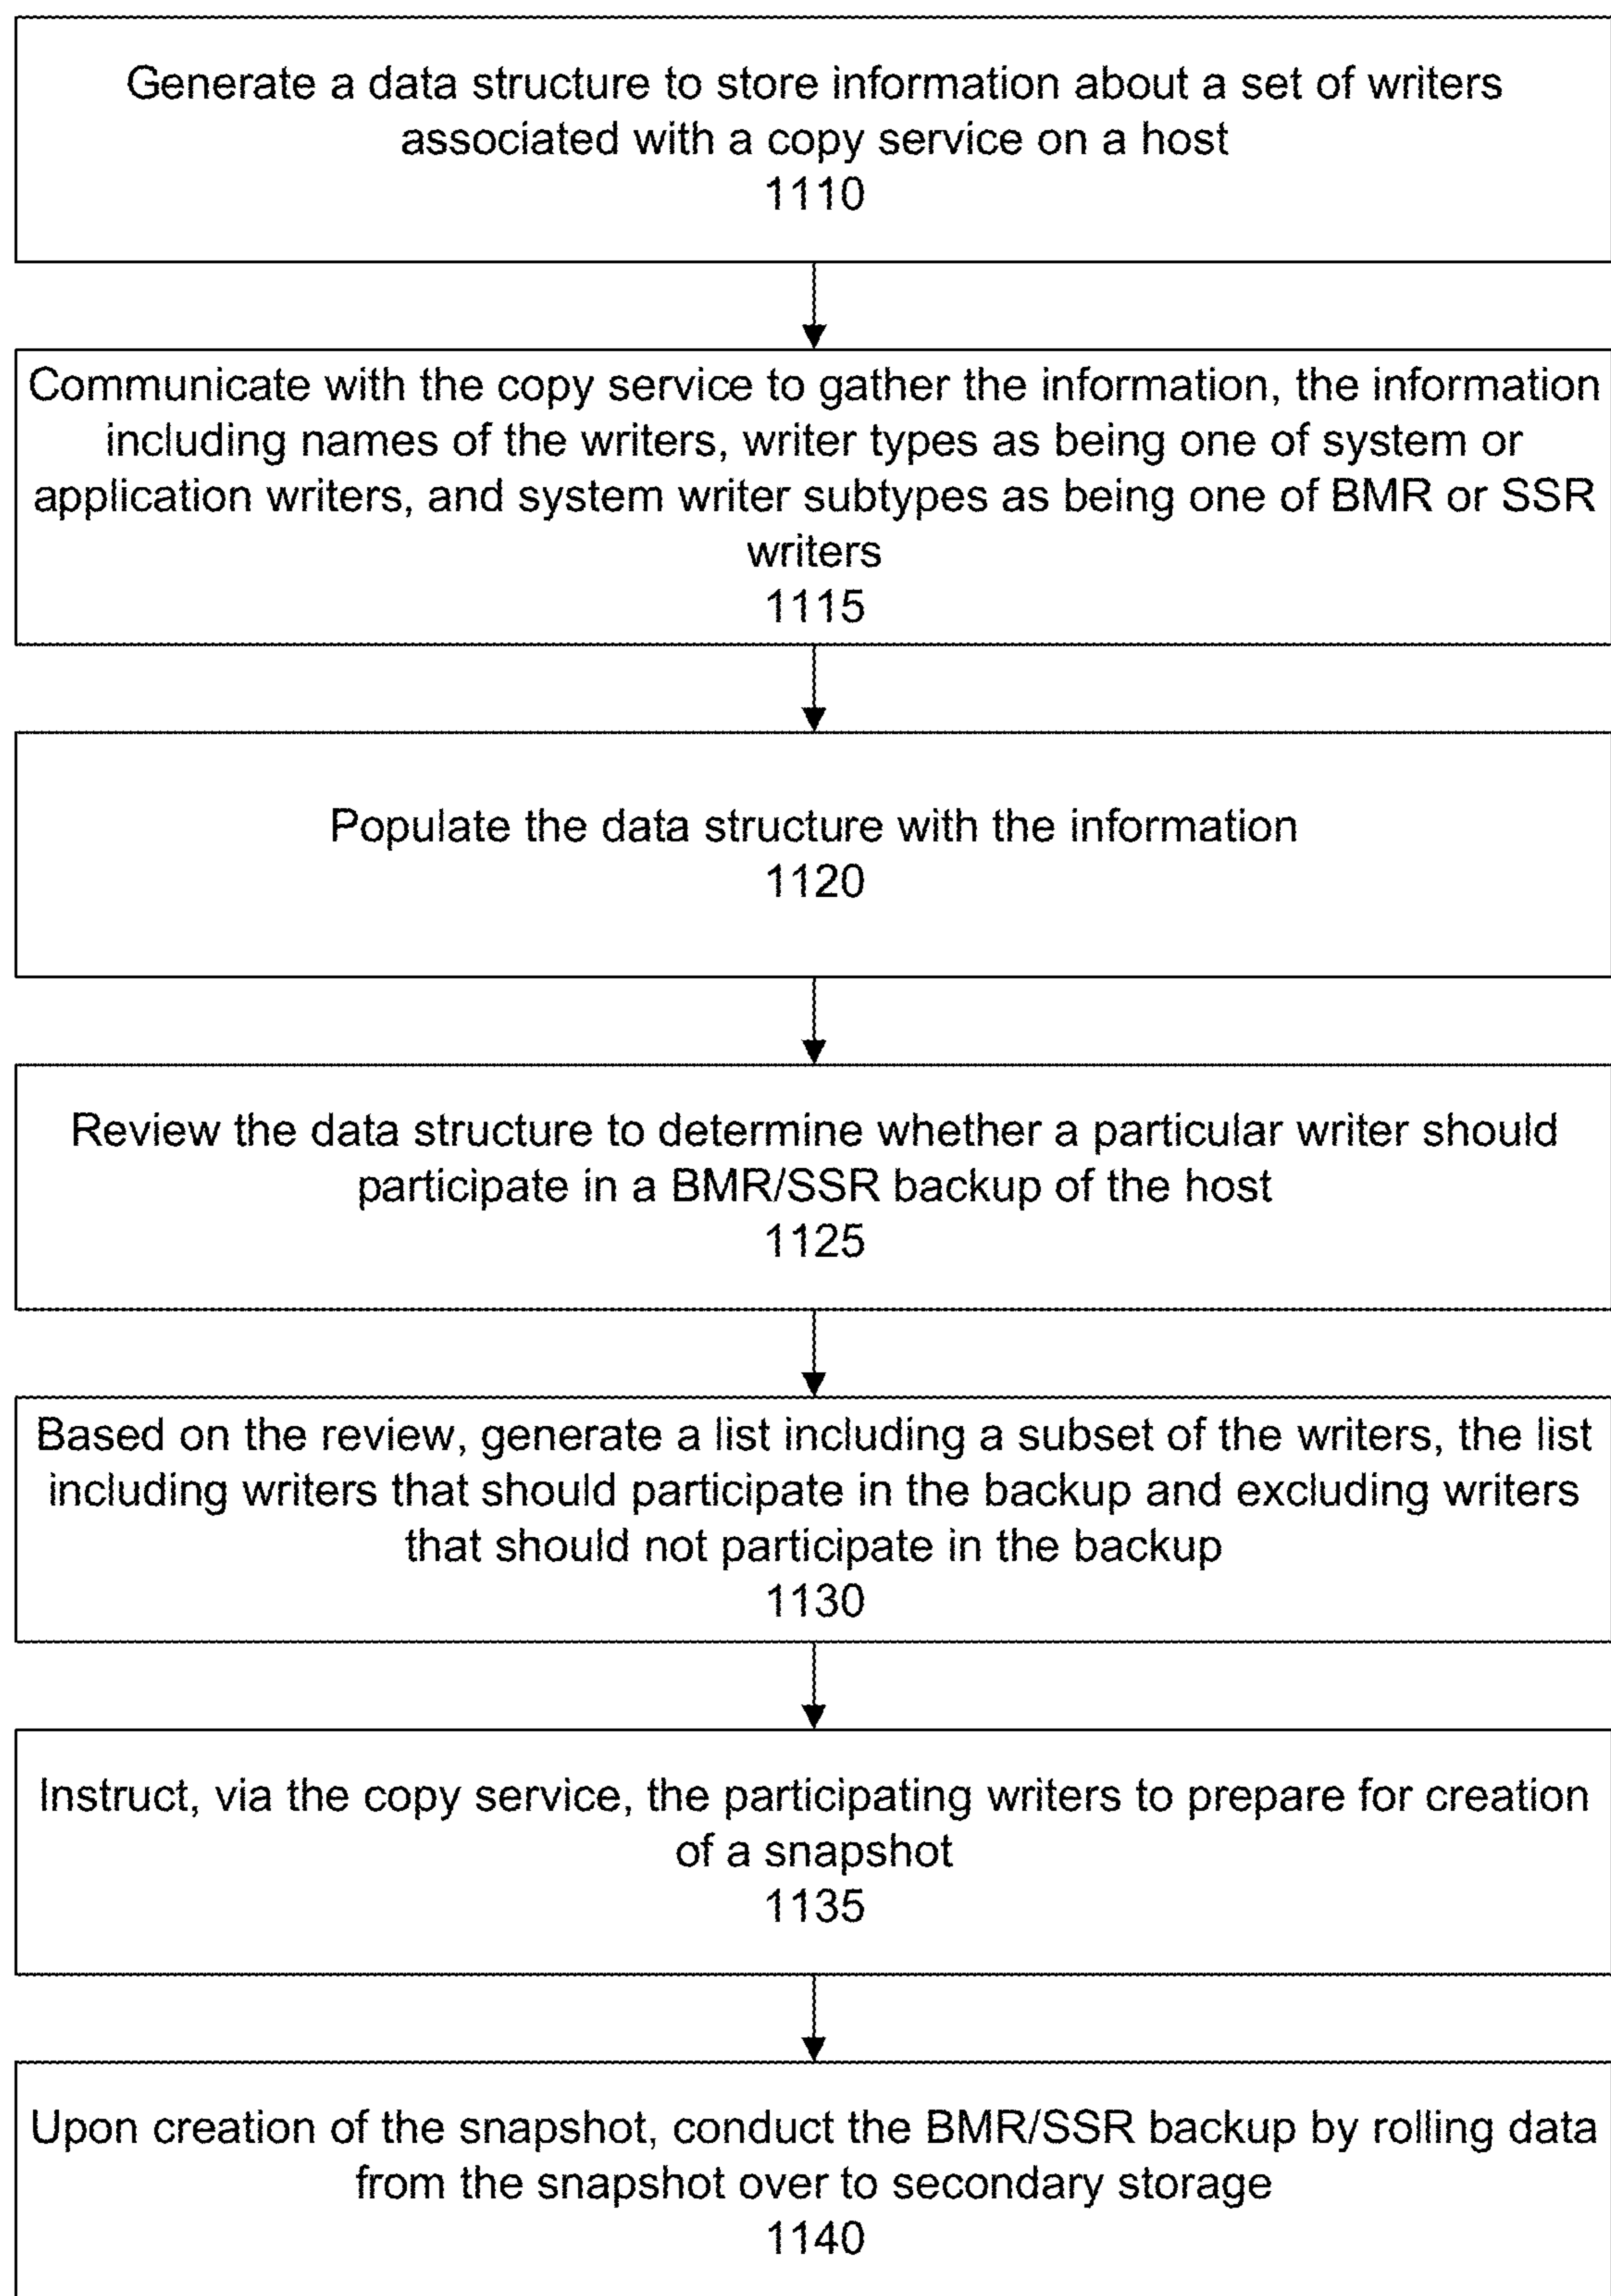 Generate a data structure to store information about a set of writers
associated with a copy service on a host
1110
Communicate with the copy service to gather the information, the information
including names of the writers, writer types as being one of system or
application writers, and system writer subtypes as being one of BMR or SSR
writers
1115
Populate the data structure with the information
1120
Review the data structure to determine whether a particular writer should
participate in a BMR/SSR backup of the host
1125
Based on the review, generate a list including a subset of the writers, the list
including writers that should participate in the backup and excluding writers
that should not participate in the backup
1130
Instruct, via the copy service, the participating writers to prepare for creation
of a snapshot
1135
Upon creation of the snapshot, conduct the BMR/SSR backup by rolling data
from the snapshot over to secondary storage
1140